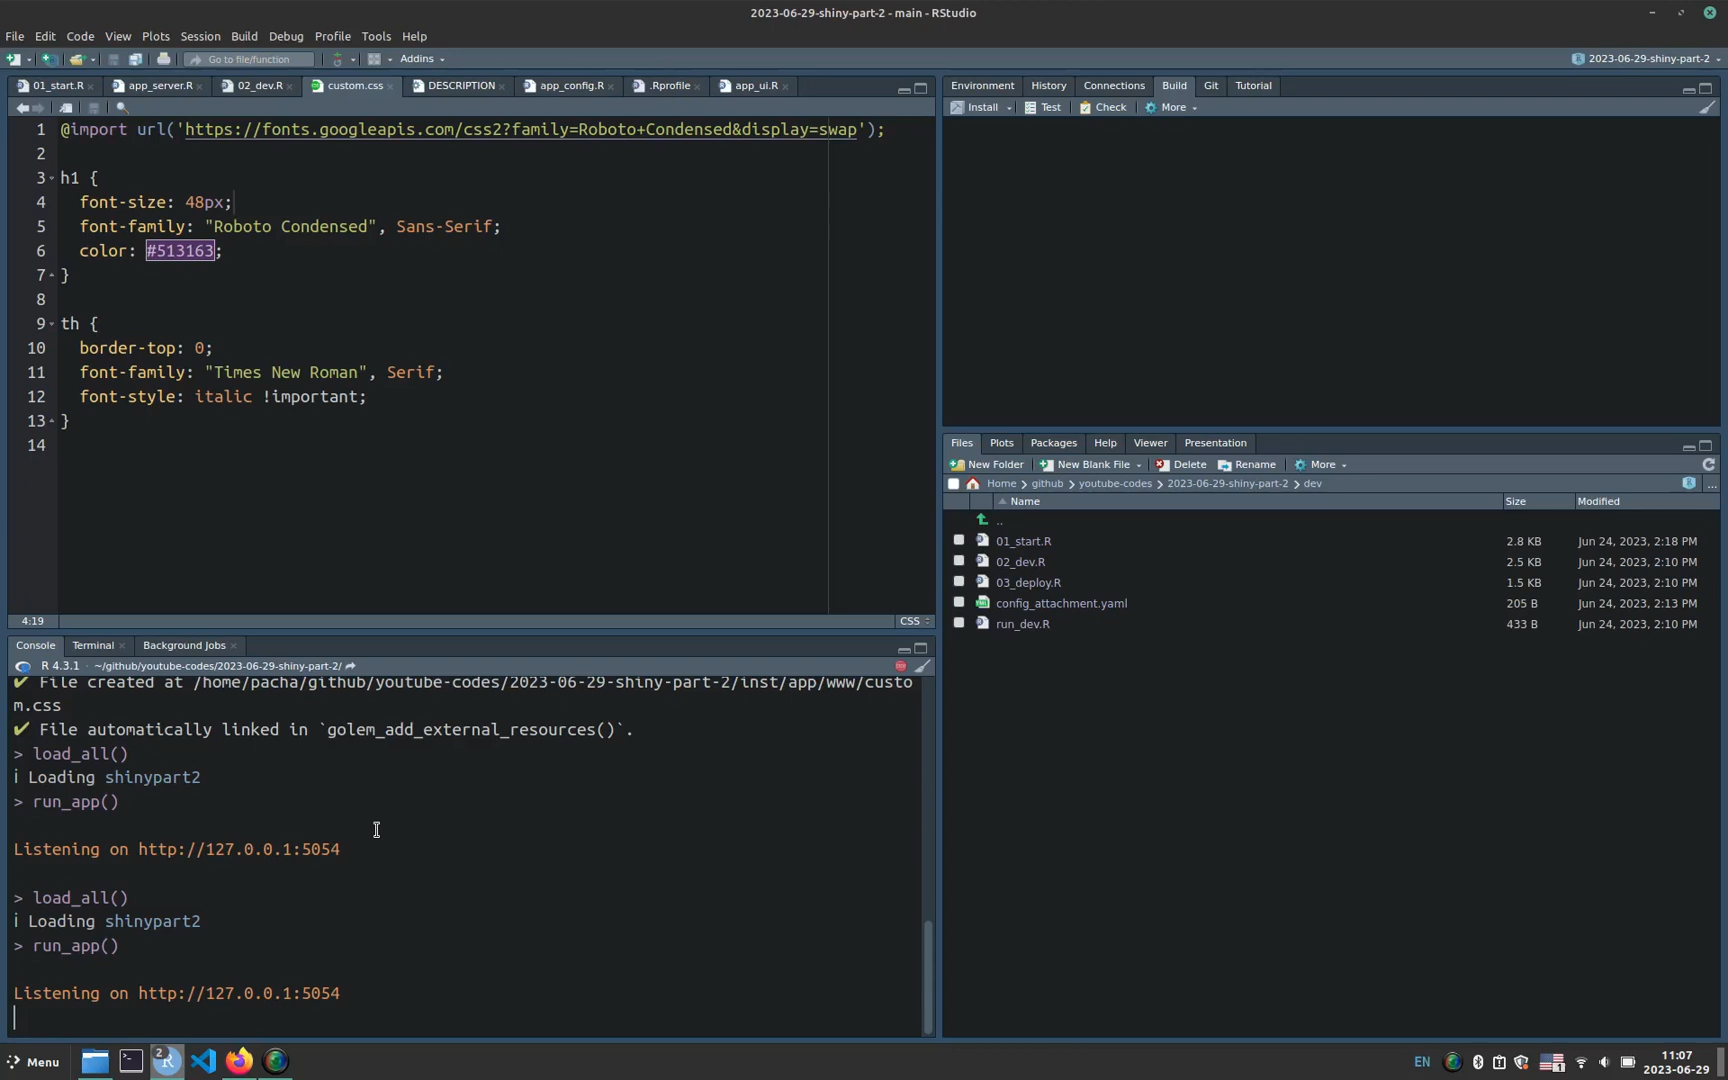 2023-06-29-shiny-part-2 - main - RStudio
File Edit Code View Plots Session Build Debug Profile Tools Help
Go to file/function Addins 2023-06-29-shiny-part-2
01_start.R app_server.R 02_dev.R custom.css DESCRIPTION app_config.R .Rprofile app_ui.R
1 @import url('https://fonts.googleapis.com/css2?family=Roboto+Condensed&display=swap');
2
3 h1 {
4 font-size: 48px;
5 font-family: "Roboto Condensed", Sans-Serif;
6 color: #513163;
7 }
8
9 th {
10 border-top: 0;
11 font-family: "Times New Roman", Serif;
12 font-style: italic !important;
13 }
14
4:19 CSS
Console Terminal Background Jobs
R 4.3.1 · ~/github/youtube-codes/2023-06-29-shiny-part-2/
✔ File created at /home/pacha/github/youtube-codes/2023-06-29-shiny-part-2/inst/app/www/custo
m.css
✔ File automatically linked in `golem_add_external_resources()`.
> load_all()
i Loading shinypart2
> run_app()
Listening on http://127.0.0.1:5054
> load_all()
i Loading shinypart2
> run_app()
Listening on http://127.0.0.1:5054
Environment History Connections Build Git Tutorial
Install Test Check More
Files Plots Packages Help Viewer Presentation
New Folder New Blank File Delete Rename More
Home github youtube-codes 2023-06-29-shiny-part-2 dev ...
Name Size Modified
..
01_start.R 2.8 KB Jun 24, 2023, 2:18 PM
02_dev.R 2.5 KB Jun 24, 2023, 2:10 PM
03_deploy.R 1.5 KB Jun 24, 2023, 2:10 PM
config_attachment.yaml 205 B Jun 24, 2023, 2:13 PM
run_dev.R 433 B Jun 24, 2023, 2:10 PM
Menu 2 EN 1 11:07
2023-06-29